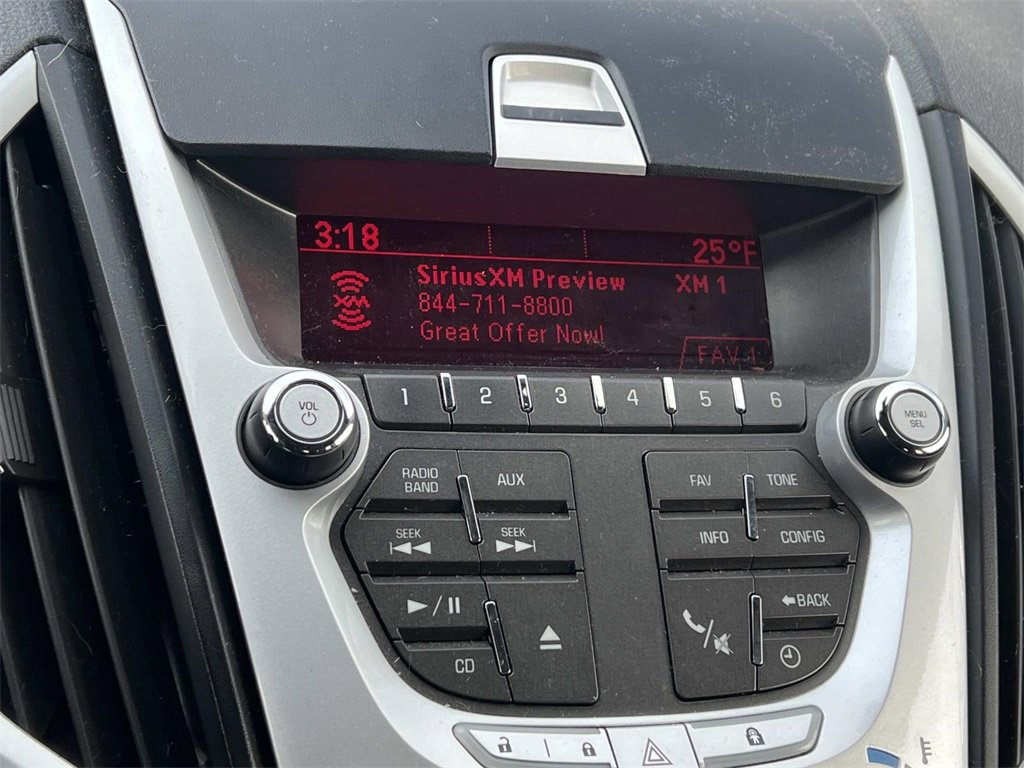 3:18 25°F
SiriusXM Preview XM 1
XM
844-711-8800
Great Offer Now!
FAV 1
1 2 3 4 5 6
VOL
MENU
SEL
RADIO
BAND
AUX
FAV
TONE
SEEK
SEEK
INFO
CONFIG
BACK
CD